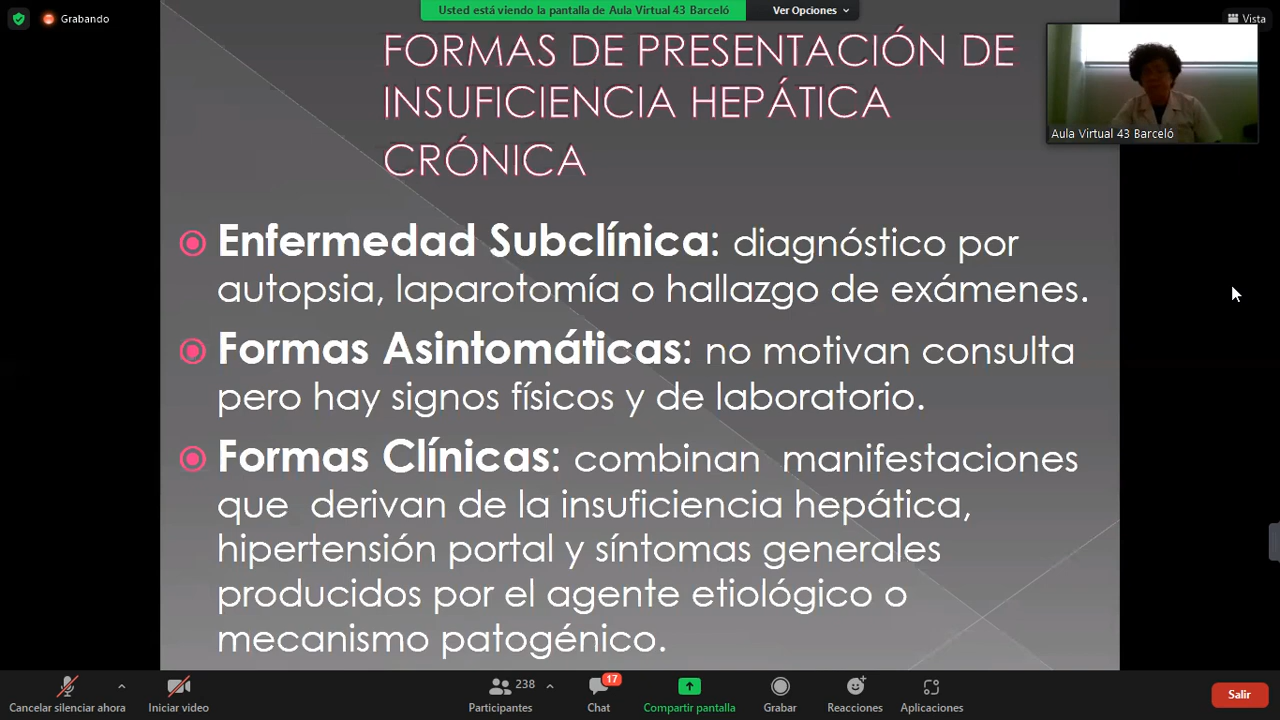 Grabando
Usted está viendo la pantalla de Aula Virtual 43 Barceló
Ver Opciones
Vista
FORMAS DE PRESENTACIÓN DE
INSUFICIENCIA HEPÁTICA
CRÓNICA
Aula Virtual 43 Barceló
Enfermedad Subclínica: diagnóstico por
autopsia, laparotomía o hallazgo de exámenes.
Formas Asintomáticas: no motivan consulta
pero hay signos físicos y de laboratorio.
Formas Clínicas: combinan manifestaciones
que derivan de la insuficiencia hepática,
hipertensión portal y síntomas generales
producidos por el agente etiológico o
mecanismo patogénico.
Cancelar silenciar ahora
Iniciar video
238
Participantes
17
Chat
Compartir pantalla
Grabar
Reacciones
Aplicaciones
Salir